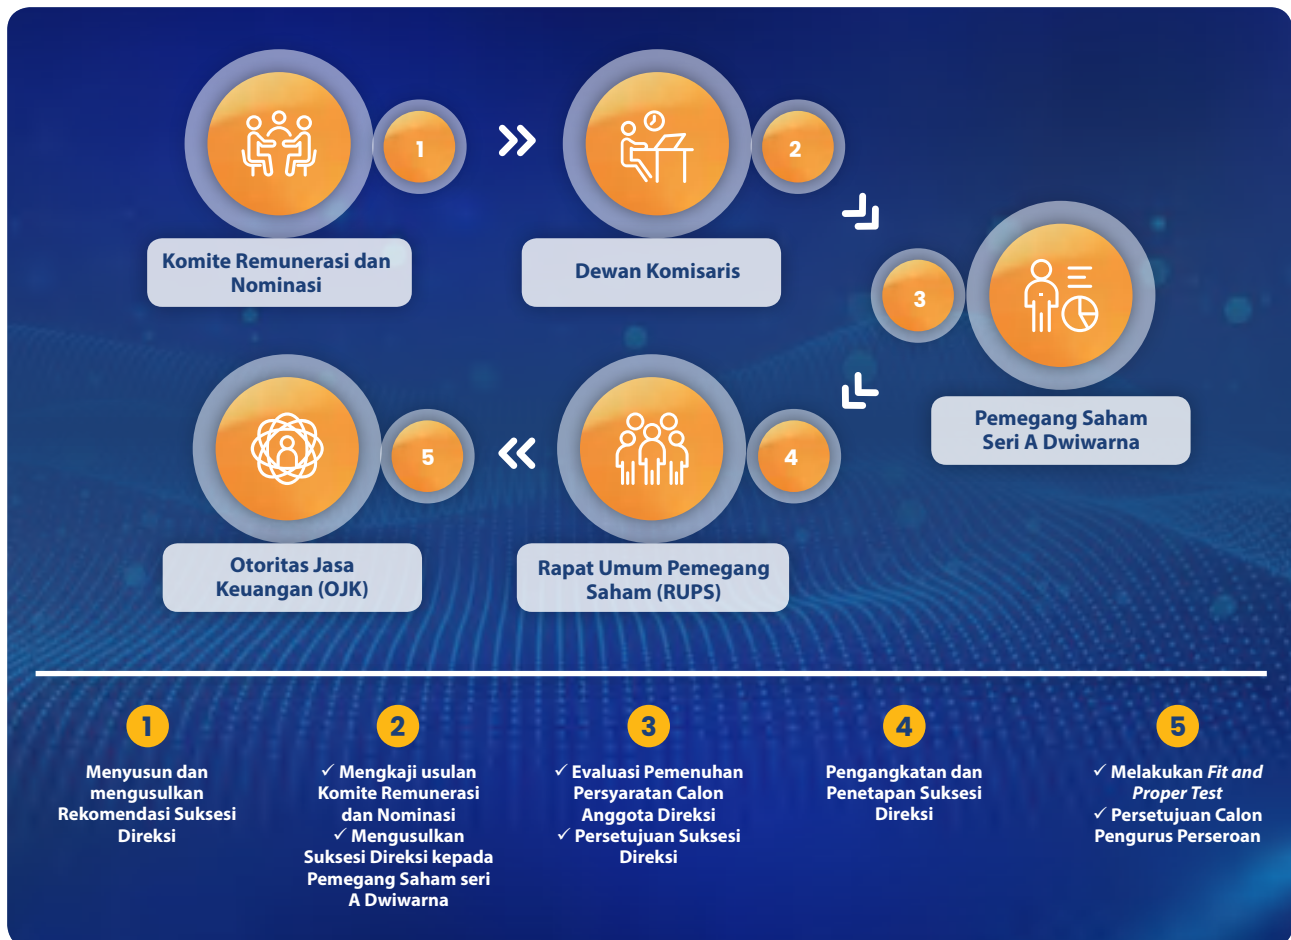 1
2
Komite Remunerasi dan
Nominasi
Dewan Komisaris
3
Pemegang Saham
Seri A Dwiwarna
5
4
Otoritas Jasa
Keuangan (OJK)
Rapat Umum Pemegang
Saham (RUPS)
1
Menyusun dan
mengusulkan
Rekomendasi Suksesi
Direksi
2
✓ Mengkaji usulan
Komite Remunerasi
dan Nominasi
✓ Mengusulkan
Suksesi Direksi kepada
Pemegang Saham seri
A Dwiwarna
3
✓ Evaluasi Pemenuhan
Persyaratan Calon
Anggota Direksi
✓ Persetujuan Suksesi
Direksi
4
Pengangkatan dan
Penetapan Suksesi
Direksi
5
✓ Melakukan Fit and
Proper Test
✓ Persetujuan Calon
Pengurus Perseroan